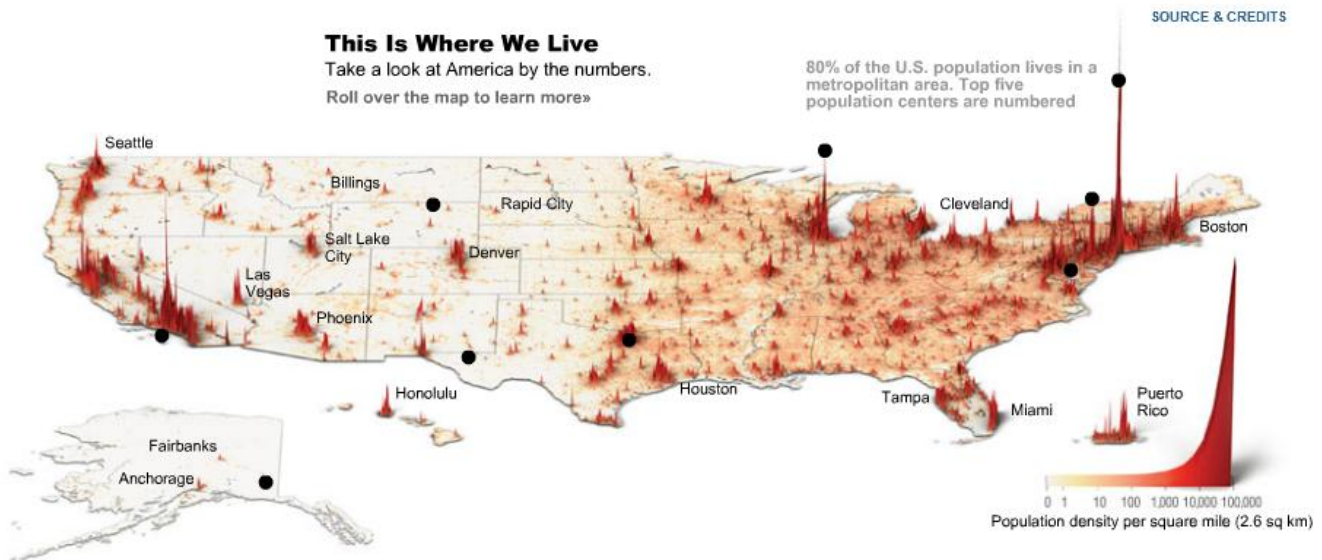 SOURCE & CREDITS
This Is Where We Live
Take a look at America by the numbers.
Roll over the map to learn more»
80% of the U.S. population lives in a
metropolitan area. Top five
population centers are numbered
Seattle
Billings
Rapid City
Cleveland
Boston
Salt Lake
City
Denver
Las
Vegas
Phoenix
Honolulu
Houston
Tampa
Miami
Puerto
Rico
Fairbanks
Anchorage
0 1 10 100 1,000 10,000 100,000
Population density per square mile (2.6 sq km)